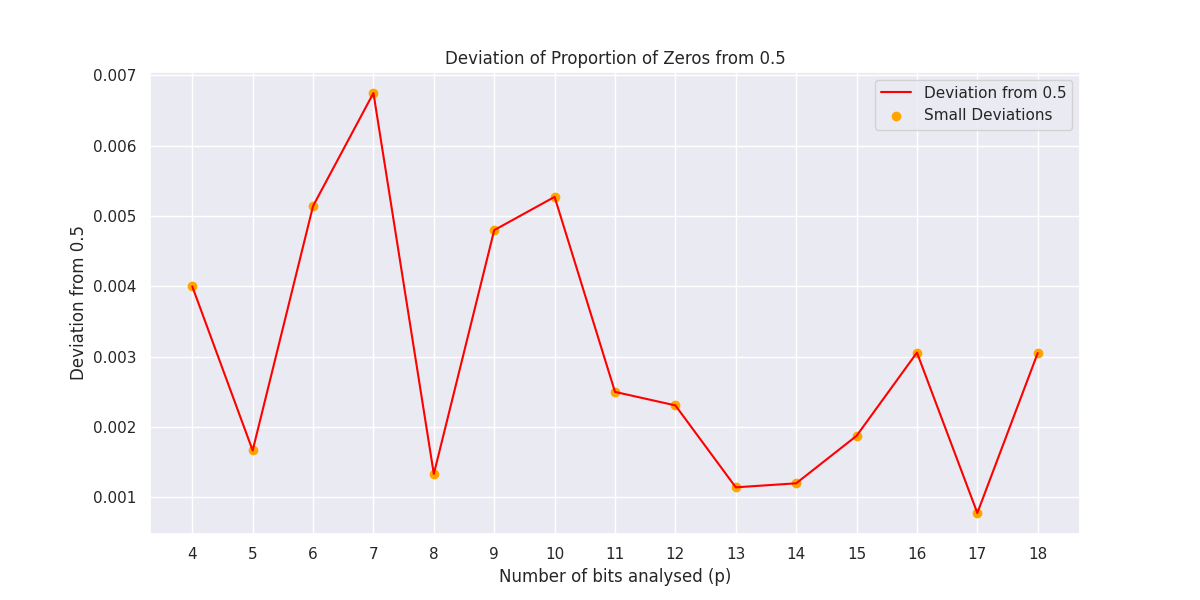 Deviation of Proportion of Zeros from 0.5
Deviation from 0.5
Small Deviations
0.007
0.006
0.005
0.004
0.003
0.002
0.001
Deviation from 0.5
4 5 6 7 8 9 10 11 12 13 14 15 16 17 18
Number of bits analysed (p)